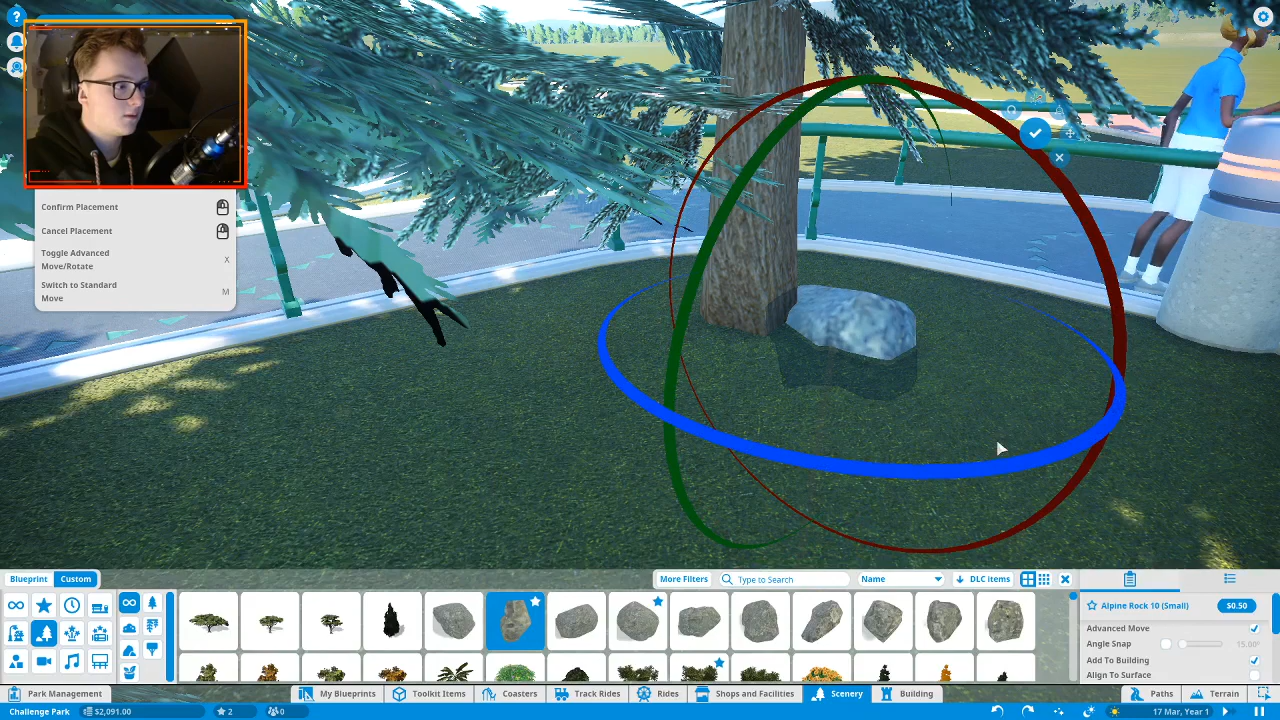 ?
Confirm Placement
Cancel Placement
Toggle Advanced
Move/Rotate
X
Switch to Standard
Move
M
Blueprint
Custom
More Filters
Type to Search
Name
DLC items
Alpine Rock 10 (Small)
$0.50
Advanced Move
Angle Snap
15.00°
Add To Building
Align To Surface
Park Management
My Blueprints
Toolkit Items
Coasters
Track Rides
Rides
Shops and Facilities
Scenery
Building
Paths
Terrain
Challenge Park
$2,091.00
2
0
17 Mar, Year 1